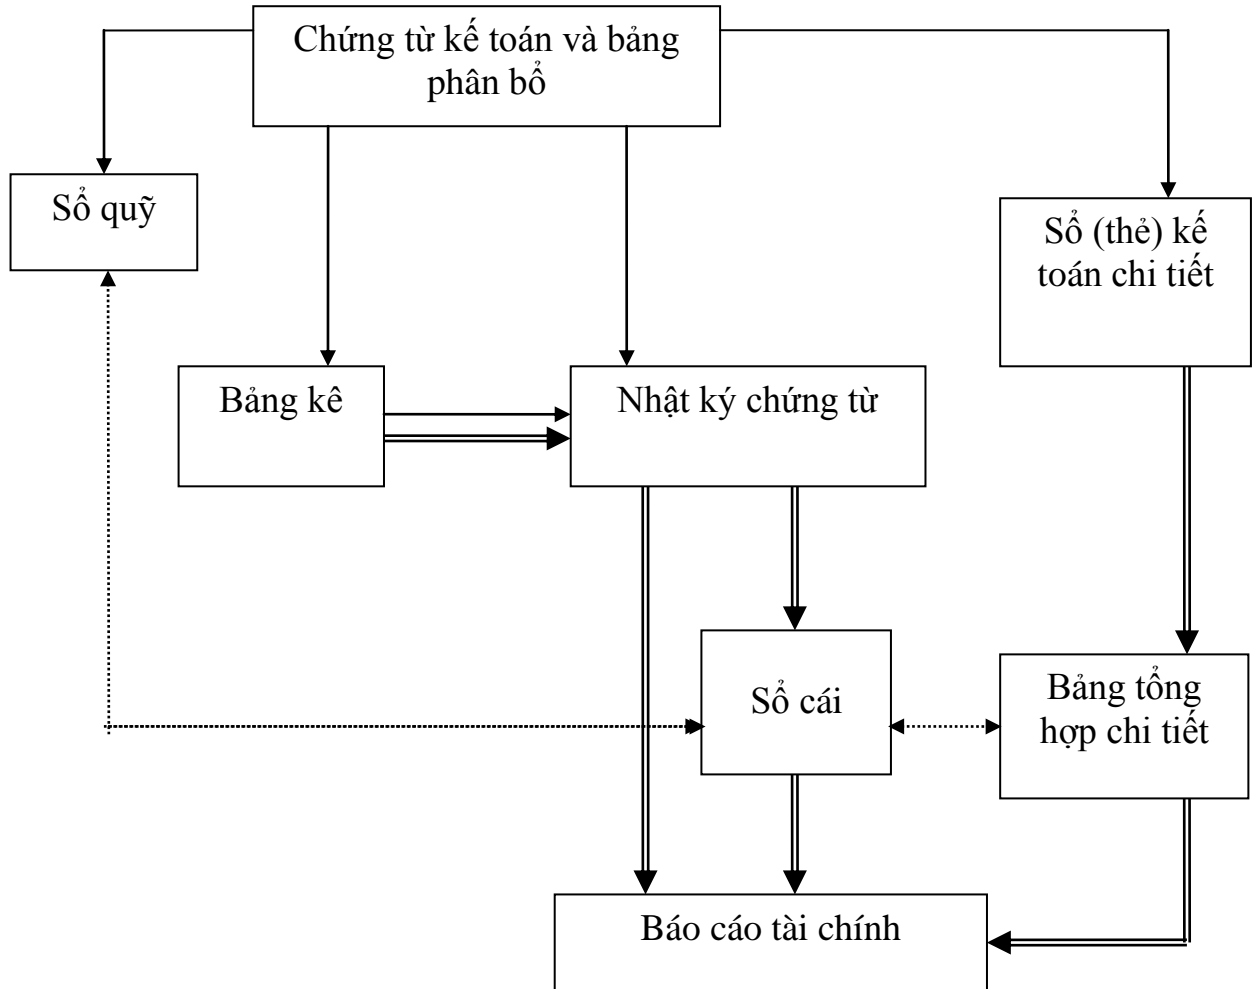 Chứng từ kế toán và bảng
phân bổ
Sổ quỹ
Sổ (thẻ) kế
toán chi tiết
Bảng kê
Nhật ký chứng từ
Sổ cái
Bảng tổng
hợp chi tiết
Báo cáo tài chính